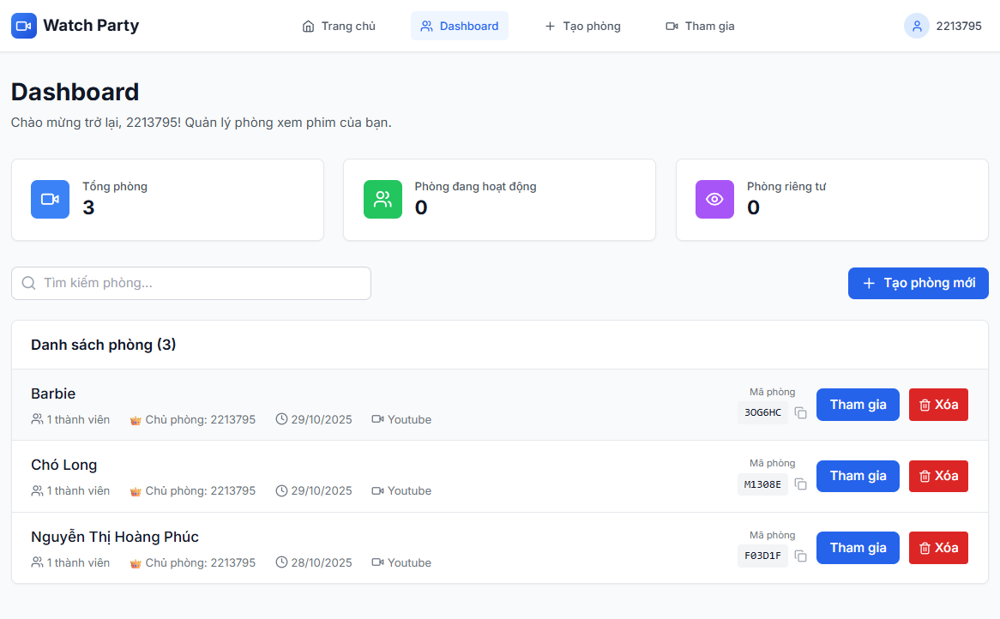 Watch Party
Trang chủ
Dashboard
Tạo phòng
Tham gia
2213795
Dashboard
Chào mừng trở lại, 2213795! Quản lý phòng xem phim của bạn.
Tổng phòng
3
Phòng đang hoạt động
0
Phòng riêng tư
0
Tìm kiếm phòng...
Tạo phòng mới
Danh sách phòng (3)
Barbie
1 thành viên
Chủ phòng: 2213795
29/10/2025
Youtube
Mã phòng
3OG6HC
Tham gia
Xóa
Chó Long
1 thành viên
Chủ phòng: 2213795
29/10/2025
Youtube
Mã phòng
M1308E
Tham gia
Xóa
Nguyễn Thị Hoàng Phúc
1 thành viên
Chủ phòng: 2213795
28/10/2025
Youtube
Mã phòng
F03D1F
Tham gia
Xóa